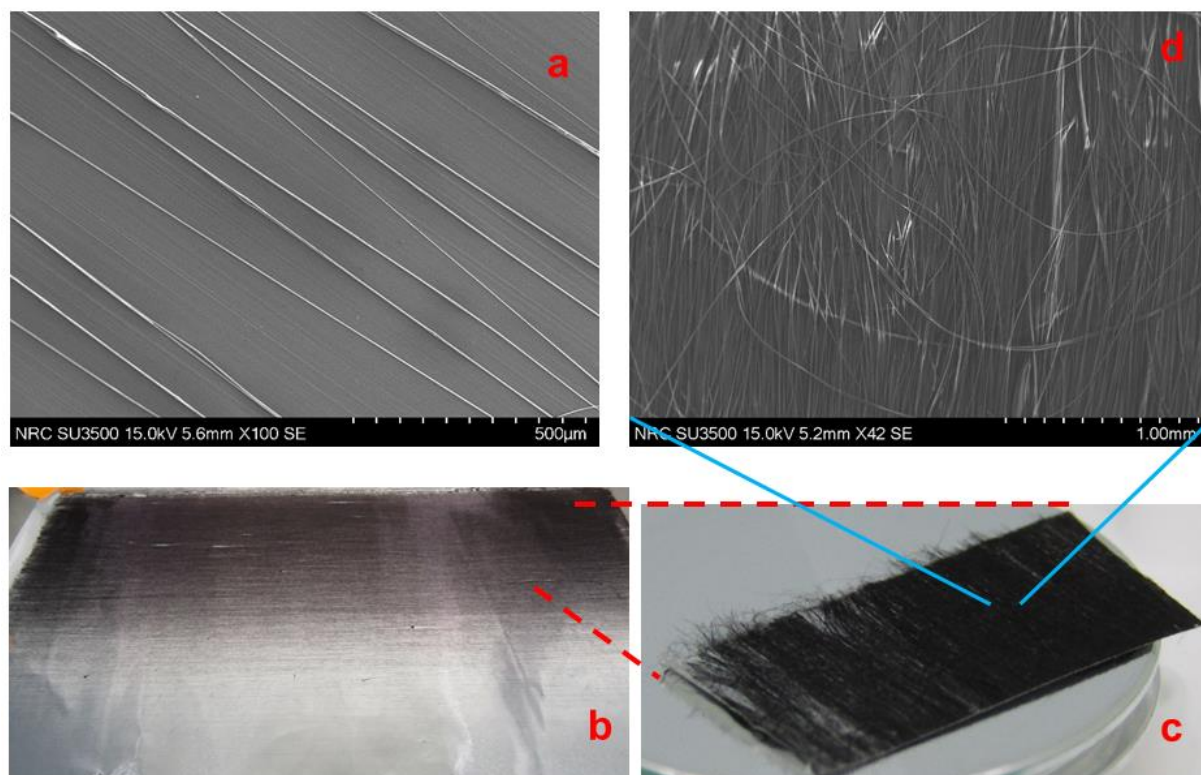 a
d
NRC SU3500 15.0kV 5.6mm X100 SE
500μm
NRC SU3500 15.0kV 5.2mm X42 SE
1.00mm
b
c